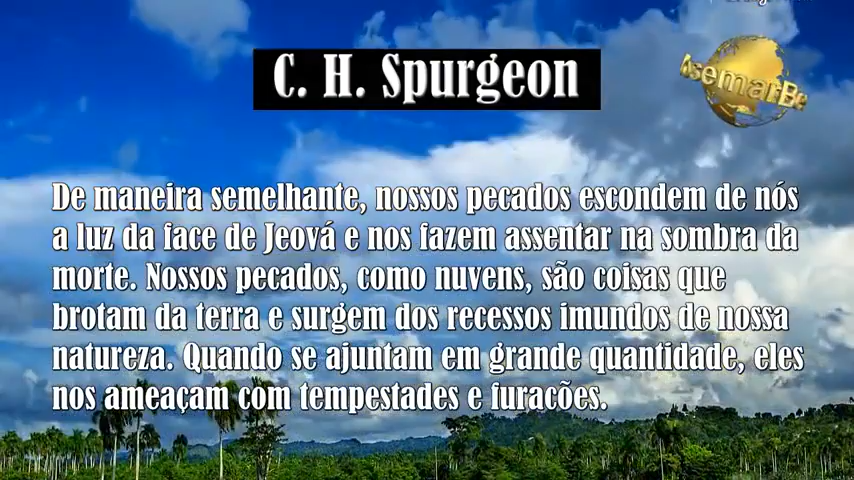 C. H. Spurgeon
AsemarBe
De maneira semelhante, nossos pecados escondem de nós
a luz da face de Jeová e nos fazem assentar na sombra da
morte. Nossos pecados, como nuvens, são coisas que
brotam da terra e surgem dos recessos imundos de nossa
natureza. Quando se ajuntam em grande quantidade, eles
nos ameaçam com tempestades e furacões.